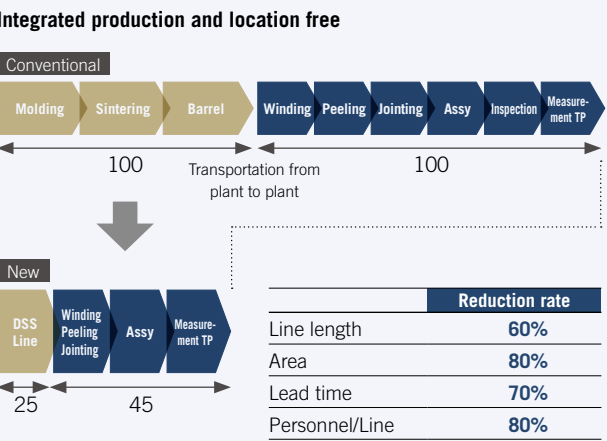 Integrated production and location free
Conventional
Molding
Sintering
Barrel
Winding
Peeling
Jointing
Assy
Inspection
Measure-
ment TP
100
Transportation from
plant to plant
100
New
DSS
Line
Winding
Peeling
Jointing
Assy
Measure-
ment TP
25
45
Reduction rate
Line length 60%
Area 80%
Lead time 70%
Personnel/Line 80%